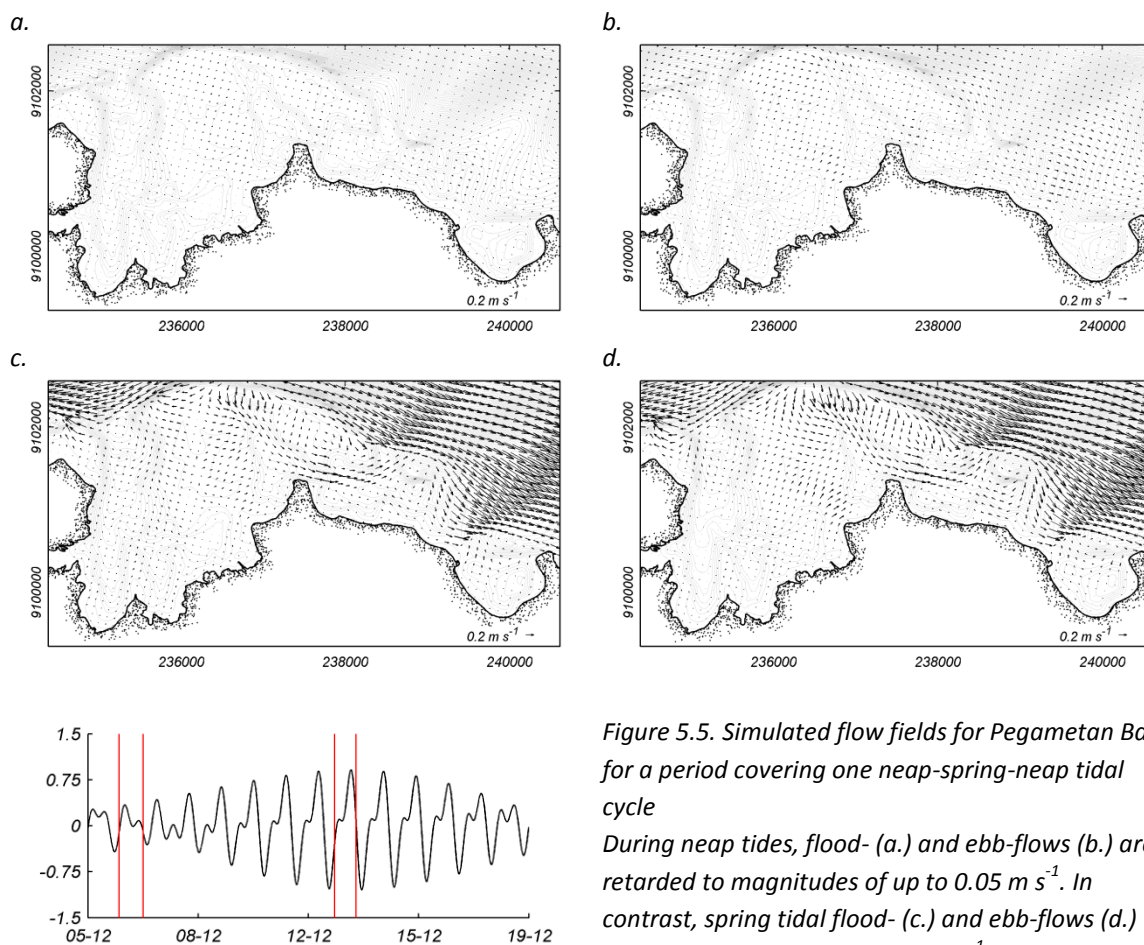 a.
9102000
9100000
0.2 m s-1
236000
238000
240000
b.
0.2 m s-1
236000
238000
240000
c.
9102000
9100000
0.2 m s-1
236000
238000
240000
d.
9102000
9100000
0.2 m s-1
236000
238000
240000
1.5
0.75
0
-0.75
-1.5
05-12
08-12
12-12
15-12
19-12
Figure 5.5. Simulated flow fields for Pegametan Ba
for a period covering one neap-spring-neap tidal
cycle
During neap tides, flood- (a.) and ebb-flows (b.) are
retarded to magnitudes of up to 0.05 m s-1. In
contrast, spring tidal flood- (c.) and ebb-flows (d.)